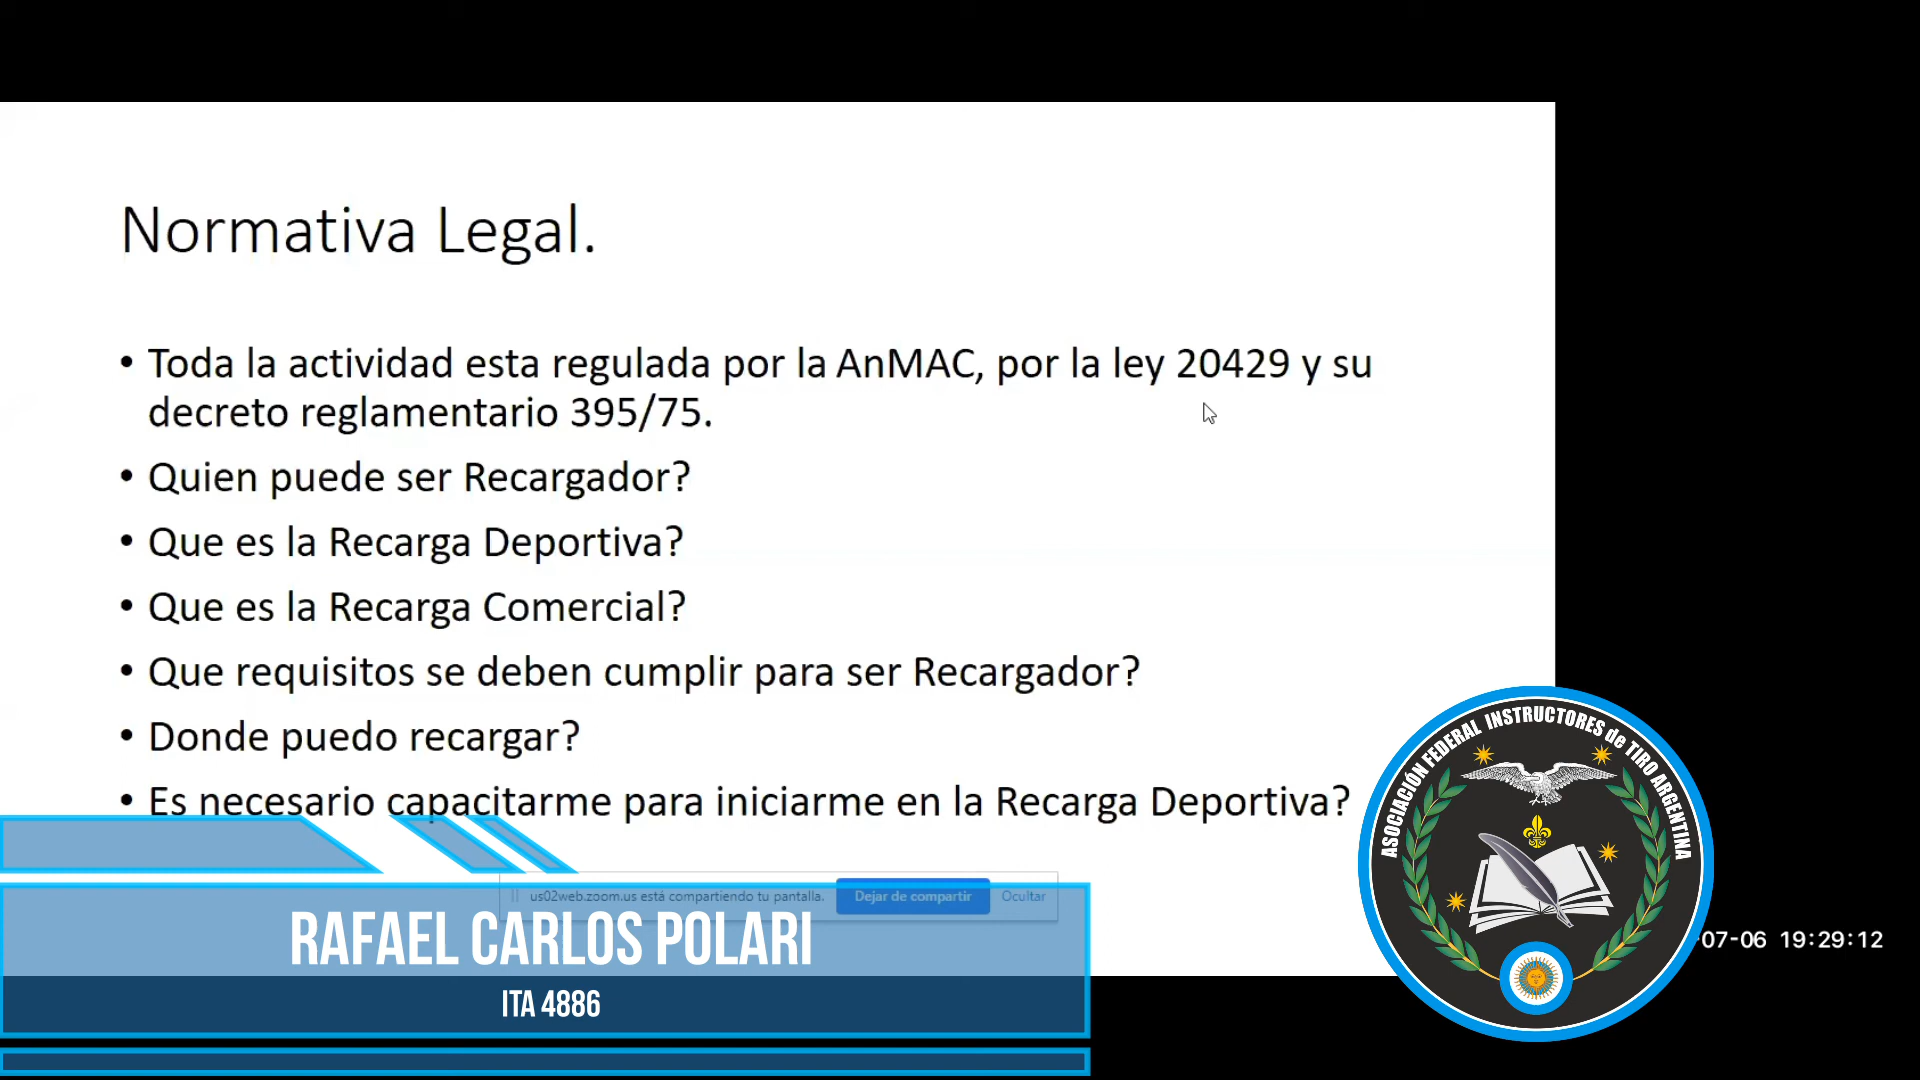 Normativa Legal.
• Toda la actividad esta regulada por la AnMAC, por la ley 20429 y su
decreto reglamentario 395/75.
• Quien puede ser Recargador?
• Que es la Recarga Deportiva?
• Que es la Recarga Comercial?
• Que requisitos se deben cumplir para ser Recargador?
• Donde puedo recargar?
• Es necesario capacitarme para iniciarme en la Recarga Deportiva?
us02web.zoom.us está compartiendo tu pantalla. Dejar de compartir Ocultar
RAFAEL CARLOS POLARI
ITA 4886
ASOCIACIÓN FEDERAL INSTRUCTORES de TIRO ARGENTINA
07-06 19:29:12